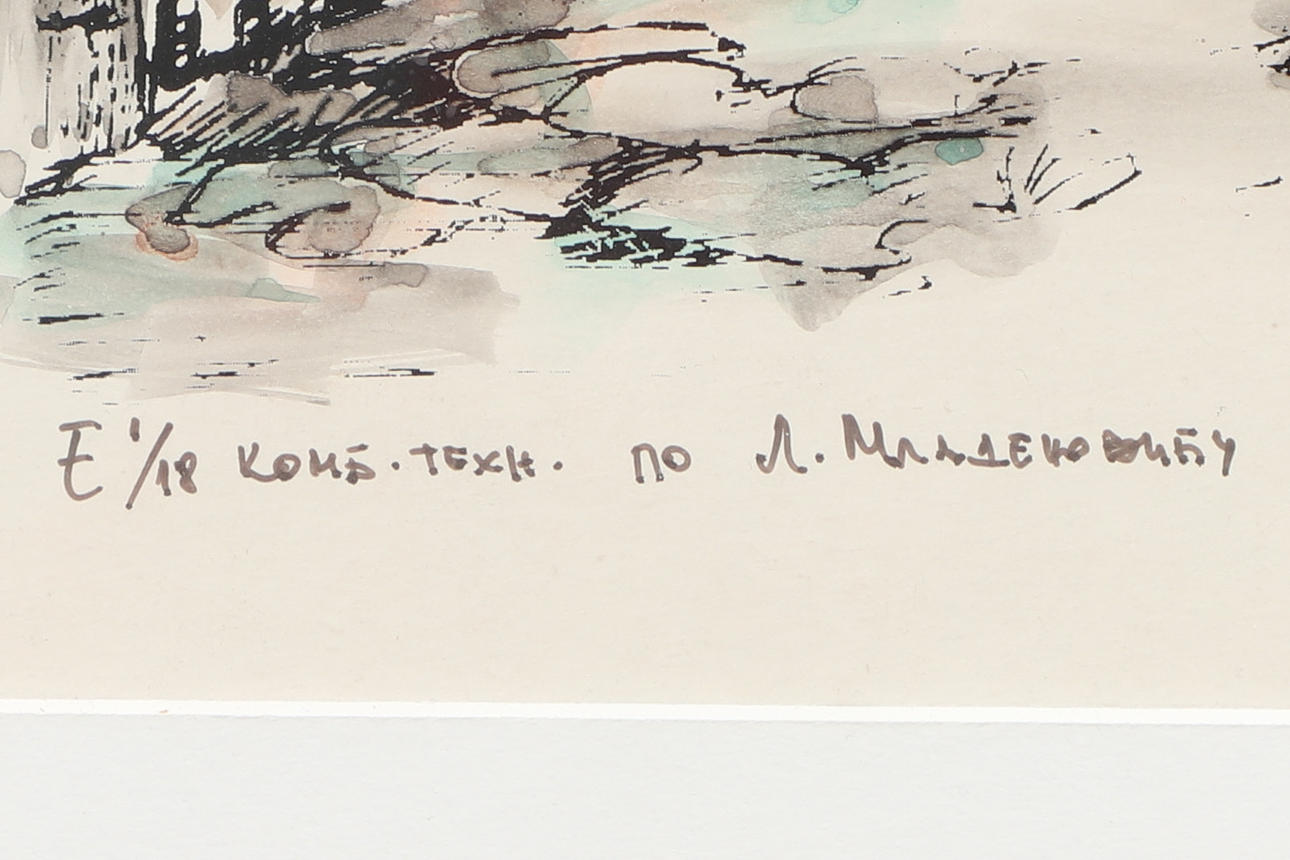 E 1/18 комб. техн. по Л. Младеновићу